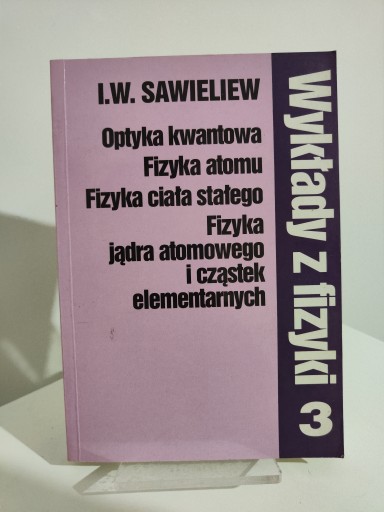 I.W. SAWIELIEW
Optyka kwantowa
Fizyka atomu
Fizyka ciała stałego
Fizyka
jądra atomowego
i cząstek
elementarnych
Wykłady z fizyki 3